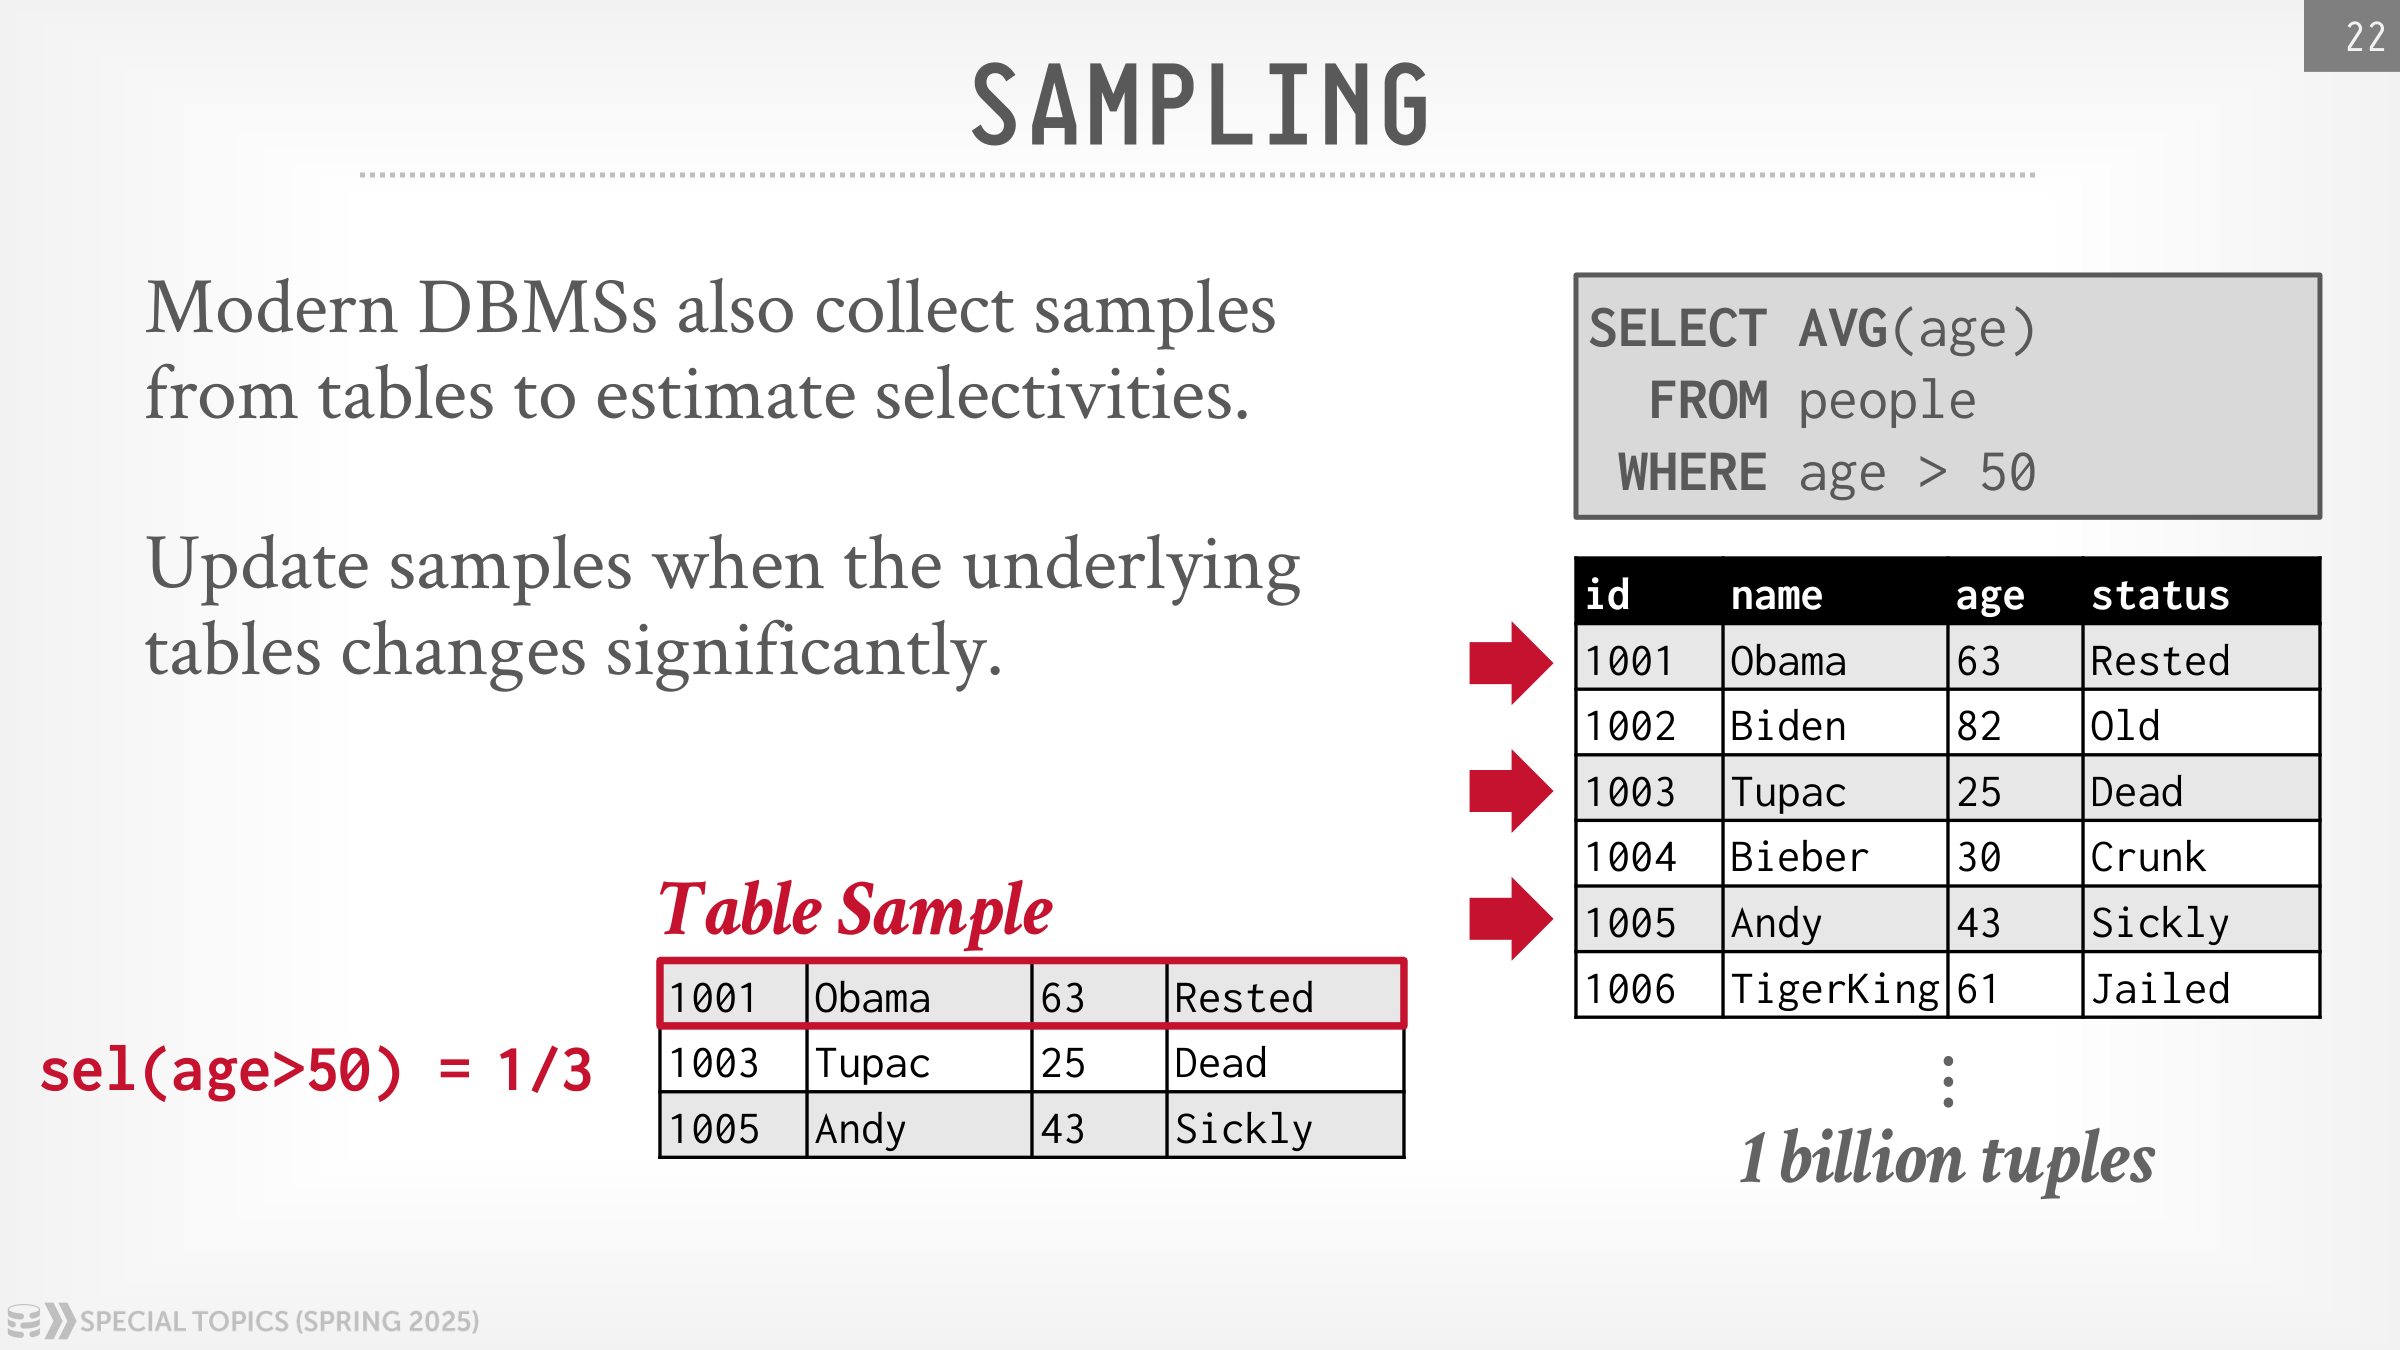 22
SAMPLING
Modern DBMSs also collect samples
from tables to estimate selectivities.
Update samples when the underlying
tables changes significantly.
SELECT AVG(age)
FROM people
WHERE age > 50
id name age status
1001 Obama 63 Rested
1002 Biden 82 Old
1003 Tupac 25 Dead
1004 Bieber 30 Crunk
1005 Andy 43 Sickly
1006 TigerKing 61 Jailed
⋮
1 billion tuples
Table Sample
1001 Obama 63 Rested
1003 Tupac 25 Dead
1005 Andy 43 Sickly
sel(age>50) = 1/3
SPECIAL TOPICS (SPRING 2025)